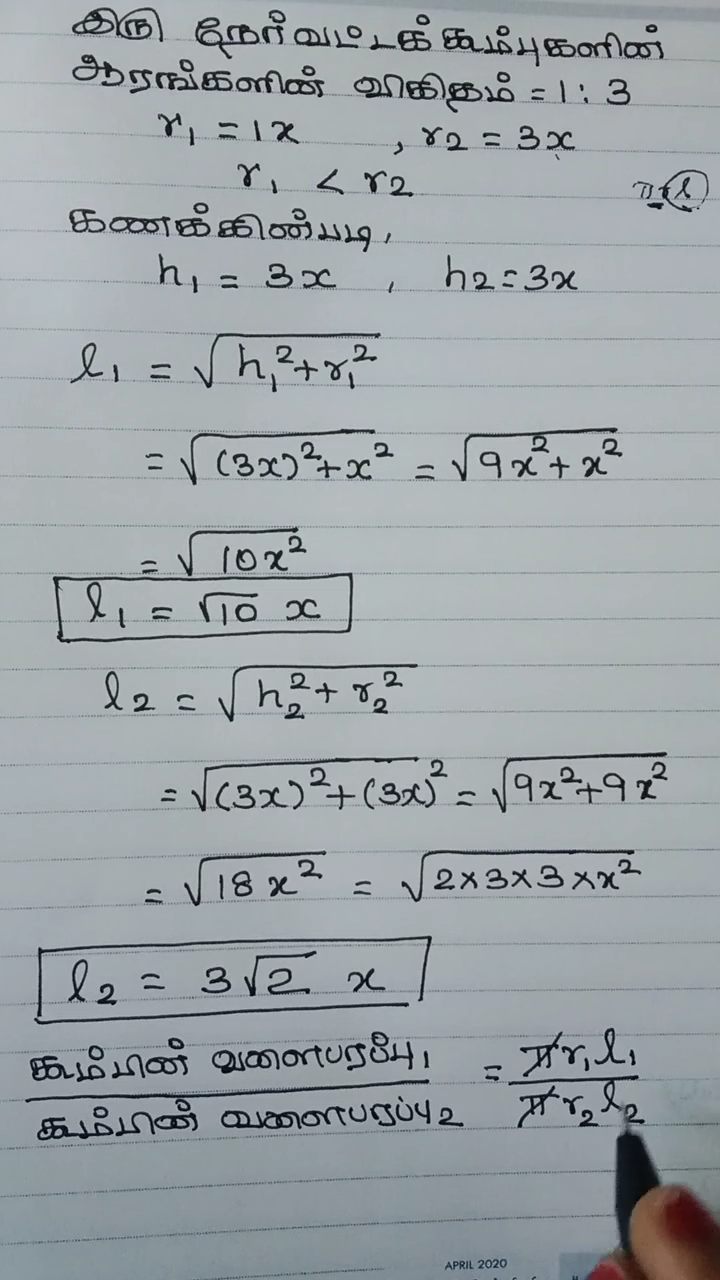 இரு நேர்வட்டக் கூம்புகளின்
ஆரங்களின் விகிதம் = 1 : 3
r₁ = 1x , r₂ = 3x
r₁ < r₂
πrl
கணக்கின்படி,
h₁ = 3x , h₂ = 3x
l₁ = √(h₁² + r₁²)
= √((3x)² + x²) = √(9x² + x²)
= √(10x²)
l₁ = √10 x
l₂ = √(h₂² + r₂²)
= √((3x)² + (3x)²) = √(9x² + 9x²)
= √(18x²) = √(2×3×3×x²)
l₂ = 3√2 x
கூம்பின் வளைபரப்பு₁ / கூம்பின் வளைபரப்பு₂ = πr₁l₁ / πr₂l₂
APRIL 2020